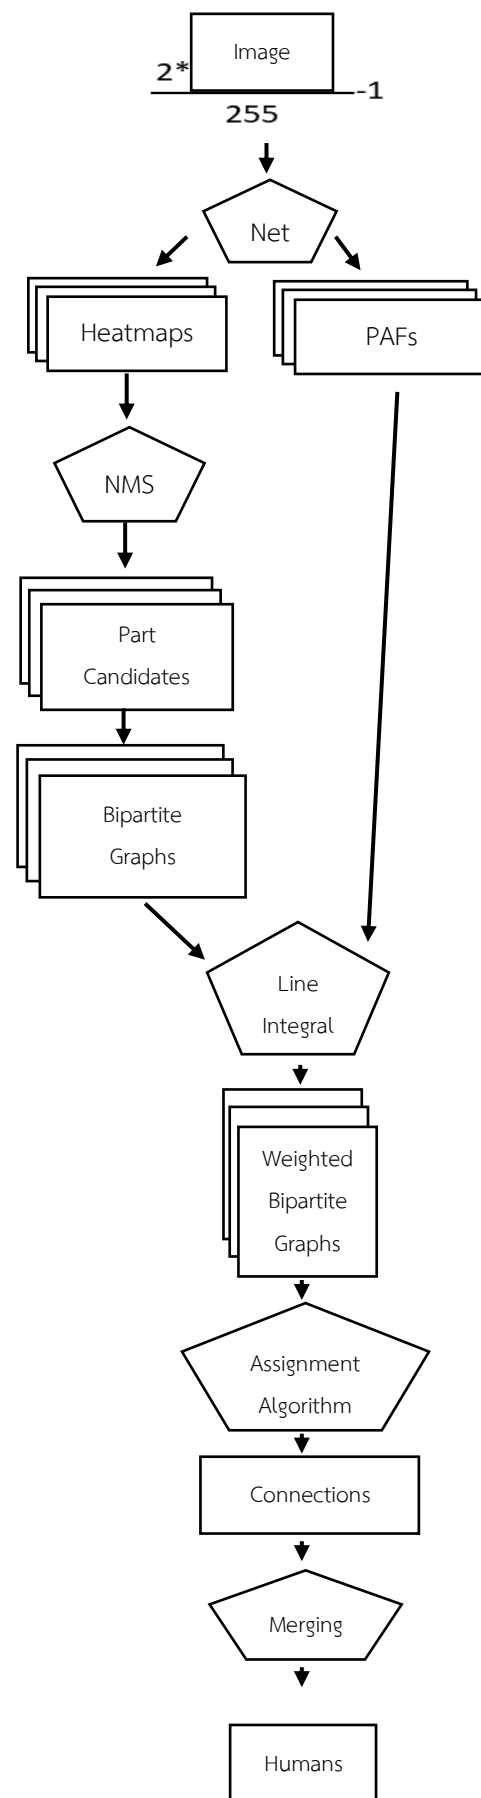 Image
2*
-1
255
Net
Heatmaps
PAFs
NMS
Part
Candidates
Bipartite
Graphs
Line
Integral
Weighted
Bipartite
Graphs
Assignment
Algorithm
Connections
Merging
Humans